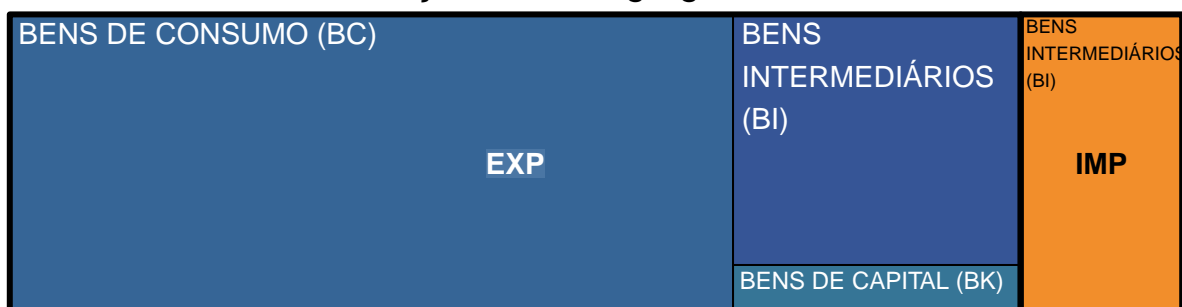 BENS DE CONSUMO (BC)
EXP
BENS
INTERMEDIÁRIOS
(BI)
BENS DE CAPITAL (BK)
BENS
INTERMEDIÁRIOS
(BI)
IMP